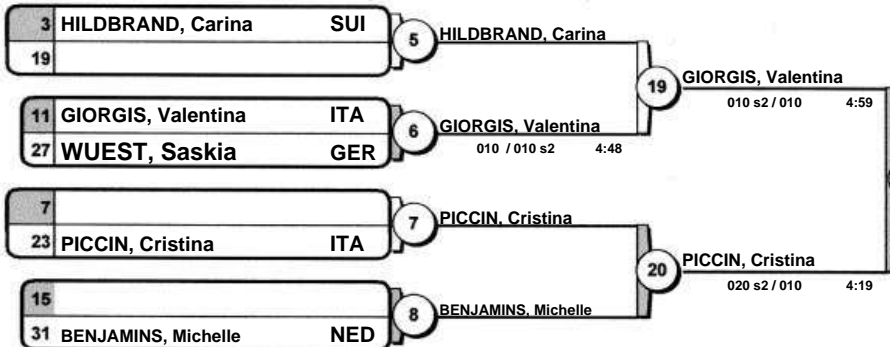 3 HILDBRAND, Carina SUI
19
5 HILDBRAND, Carina
11 GIORGIS, Valentina ITA
27 WUEST, Saskia GER
6 GIORGIS, Valentina
010 / 010 s2 4:48
19 GIORGIS, Valentina
010 s2 / 010 4:59
7
23 PICCIN, Cristina ITA
7 PICCIN, Cristina
15
31 BENJAMINS, Michelle NED
8 BENJAMINS, Michelle
20 PICCIN, Cristina
020 s2 / 010 4:19